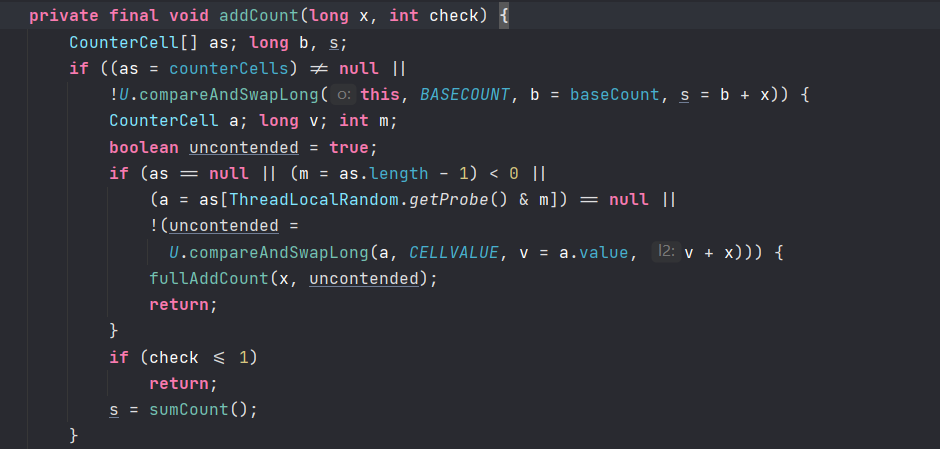 private final void addCount(long x, int check) {
    CounterCell[] as; long b, s;
    if ((as = counterCells) ≠ null ||
        !U.compareAndSwapLong( o: this, BASECOUNT, b = baseCount, s = b + x)) {
        CounterCell a; long v; int m;
        boolean uncontended = true;
        if (as == null || (m = as.length - 1) < 0 ||
            (a = as[ThreadLocalRandom.getProbe() & m]) == null ||
            !(uncontended =
              U.compareAndSwapLong(a, CELLVALUE, v = a.value, l2: v + x))) {
            fullAddCount(x, uncontended);
            return;
        }
        if (check ⩽ 1)
            return;
        s = sumCount();
    }